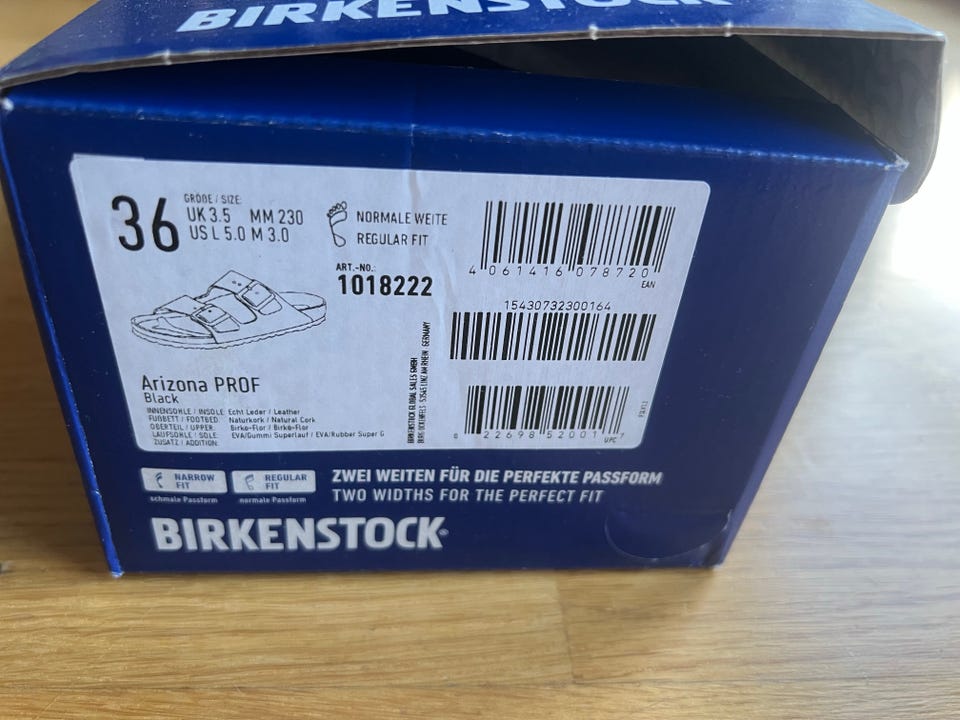 BIRKENSTOCK
36
GRÖẞE / SIZE:
UK 3.5 MM 230
US L 5.0 M 3.0
NORMALE WEITE
REGULAR FIT
ART.-NO.:
1018222
4 061416 078720
EAN
15430732300164
Arizona PROF
Black
INNENSOHLE / INSOLE: Echt Leder / Leather
FUßBETT / FOOTBED: Naturkork / Natural Cork
OBERTEIL / UPPER: Birko-Flor / Birko-Flor
LAUFSOHLE / SOLE: EVA/Gummi Superlauf / EVA/Rubber Super G
ZUSATZ / ADDITION:
BIRKENSTOCK GLOBAL SALES GMBH
GERMANY
0 22698 52001 7
UPC
NARROW
FIT
schmale Passform
REGULAR
FIT
normale Passform
ZWEI WEITEN FÜR DIE PERFEKTE PASSFORM
TWO WIDTHS FOR THE PERFECT FIT
BIRKENSTOCK®